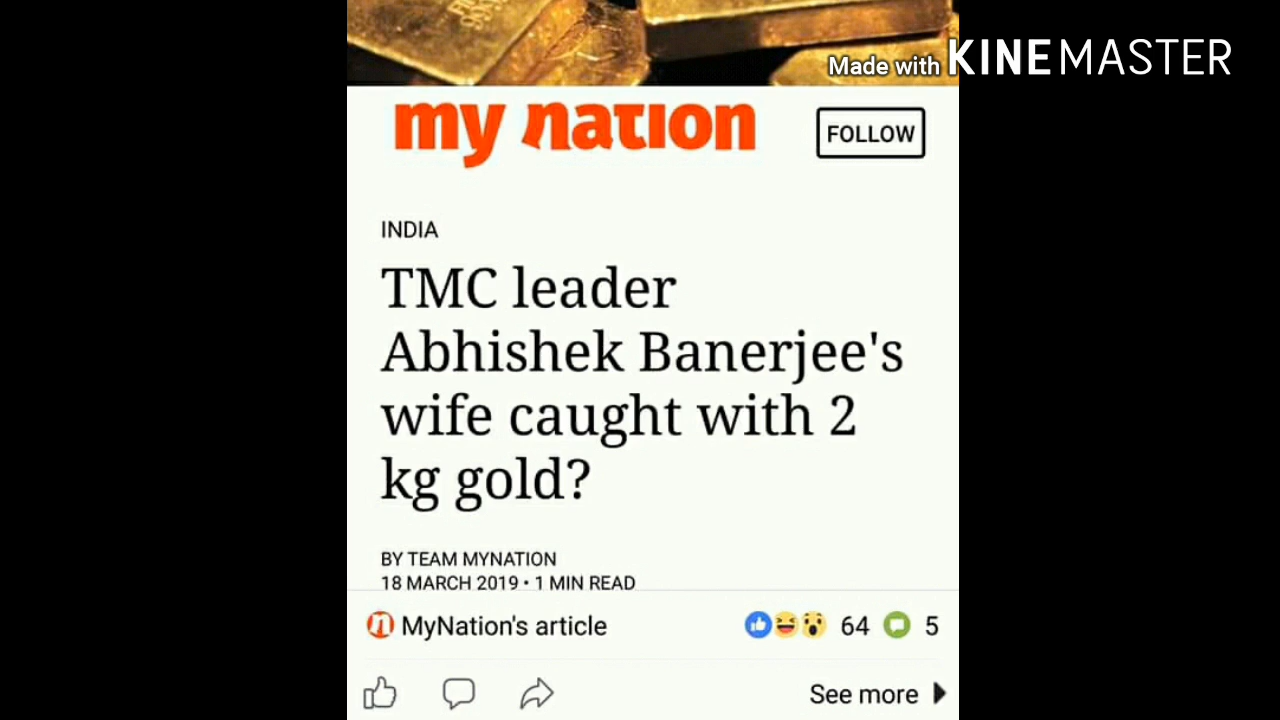 Made with KINEMASTER
my nation
FOLLOW
INDIA
TMC leader
Abhishek Banerjee's
wife caught with 2
kg gold?
BY TEAM MYNATION
18 MARCH 2019 • 1 MIN READ
MyNation's article 64 5
See more